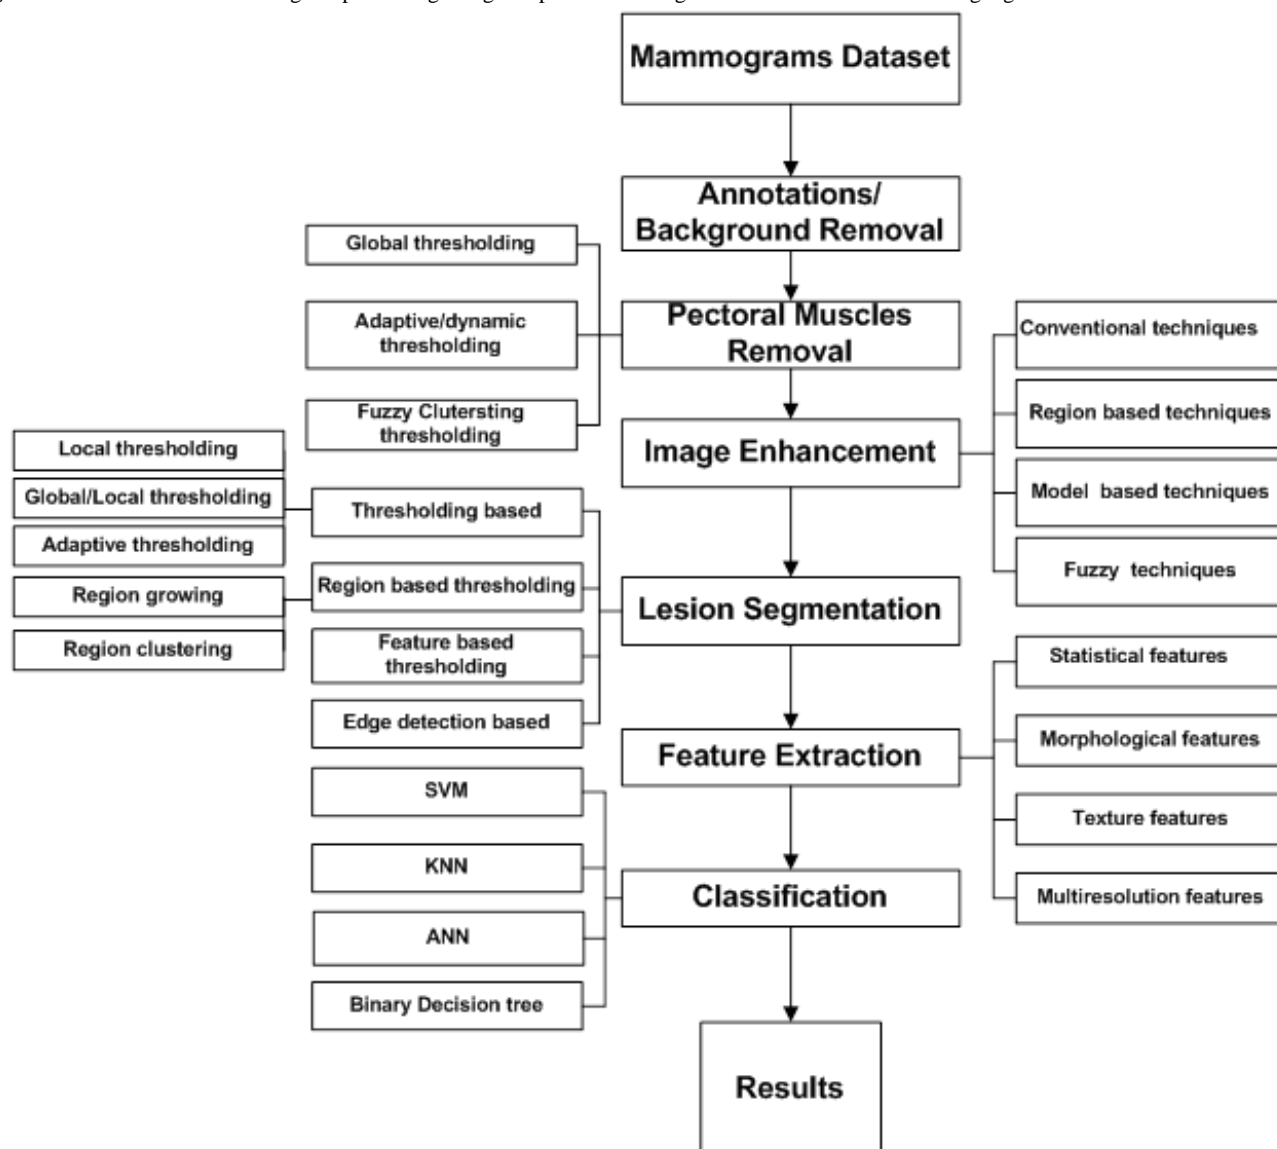 Mammograms Dataset
Annotations/
Background Removal
Global thresholding
Adaptive/dynamic
thresholding
Fuzzy Clutersting
thresholding
Pectoral Muscles
Removal
Conventional techniques
Region based techniques
Model based techniques
Fuzzy techniques
Image Enhancement
Local thresholding
Global/Local thresholding
Adaptive thresholding
Region growing
Region clustering
Thresholding based
Region based thresholding
Feature based
thresholding
Edge detection based
Lesion Segmentation
Statistical features
Morphological features
Texture features
Multiresolution features
Feature Extraction
SVM
KNN
ANN
Binary Decision tree
Classification
Results